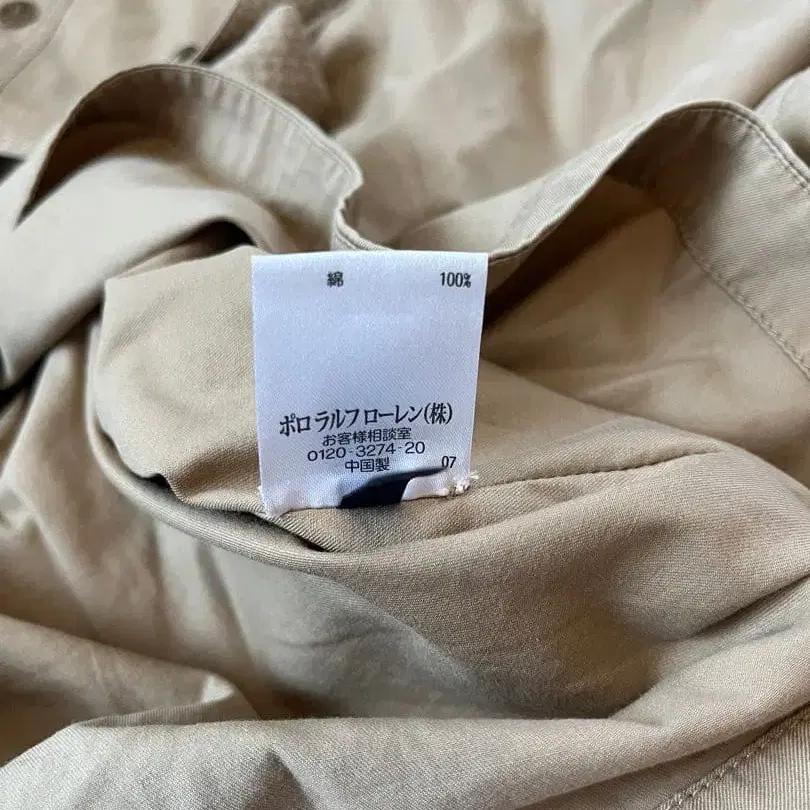 綿 100%
ポロ ラルフ ローレン(株)
お客様相談室
0120-3274-20
中国製 07